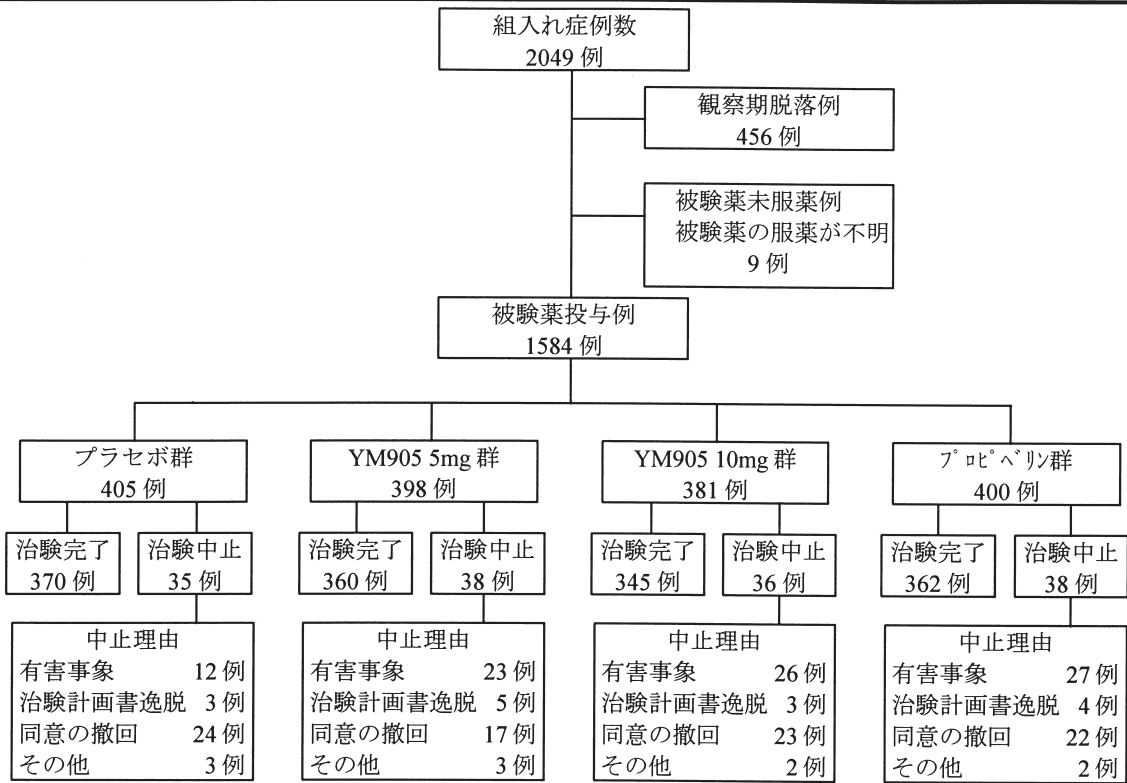 組入れ症例数
2049 例
観察期脱落例
456 例
被験薬未服薬例
被験薬の服薬が不明
9 例
被験薬投与例
1584 例
プラセボ群
405 例
治験完了
370 例
治験中止
35 例
中止理由
有害事象 12 例
治験計画書逸脱 3 例
同意の撤回 24 例
その他 3 例
YM905 5mg 群
398 例
治験完了
360 例
治験中止
38 例
中止理由
有害事象 23 例
治験計画書逸脱 5 例
同意の撤回 17 例
その他 3 例
YM905 10mg 群
381 例
治験完了
345 例
治験中止
36 例
中止理由
有害事象 26 例
治験計画書逸脱 3 例
同意の撤回 23 例
その他 2 例
プロピベリン群
400 例
治験完了
362 例
治験中止
38 例
中止理由
有害事象 27 例
治験計画書逸脱 4 例
同意の撤回 22 例
その他 2 例